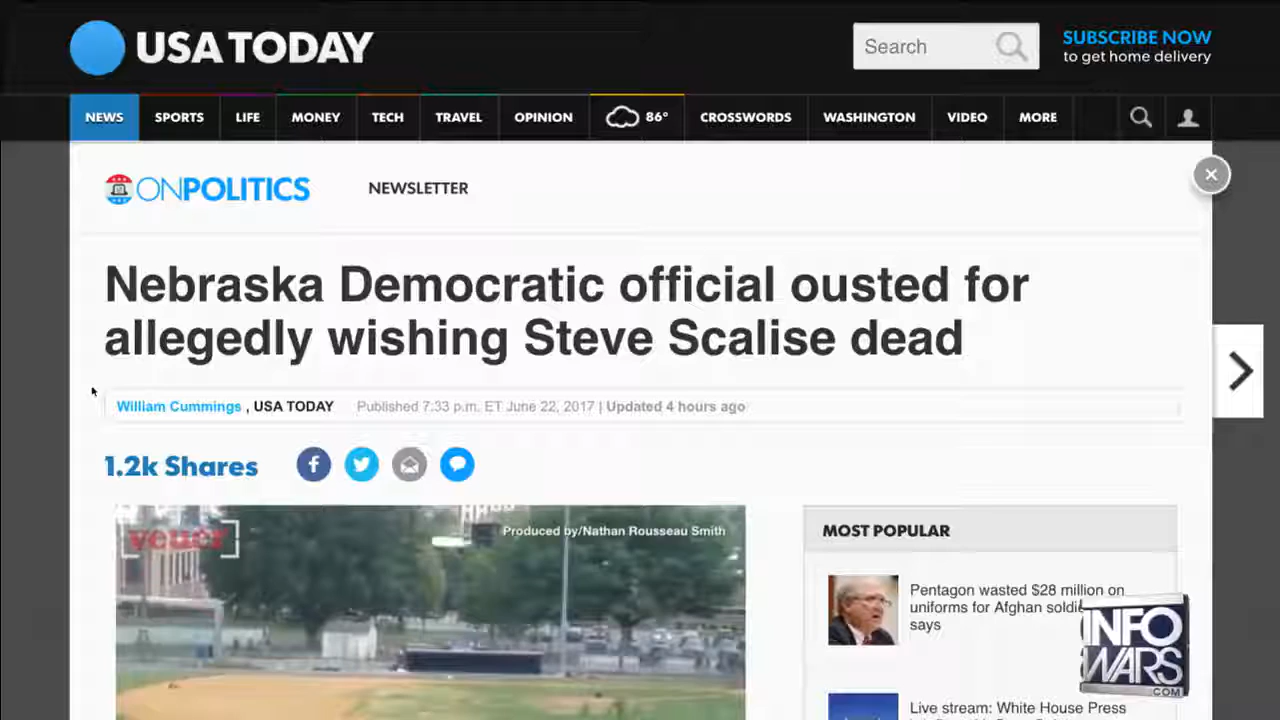 USA TODAY
Search
SUBSCRIBE NOW
to get home delivery
NEWS
SPORTS
LIFE
MONEY
TECH
TRAVEL
OPINION
86°
CROSSWORDS
WASHINGTON
VIDEO
MORE
ONPOLITICS
NEWSLETTER
Nebraska Democratic official ousted for
allegedly wishing Steve Scalise dead
William Cummings , USA TODAY
Published 7:33 p.m. ET June 22, 2017 | Updated 4 hours ago
1.2k Shares
veuer
Produced by/Nathan Rousseau Smith
MOST POPULAR
Pentagon wasted $28 million on
uniforms for Afghan
says
INFO
WARS
.COM
Live stream: White House Press